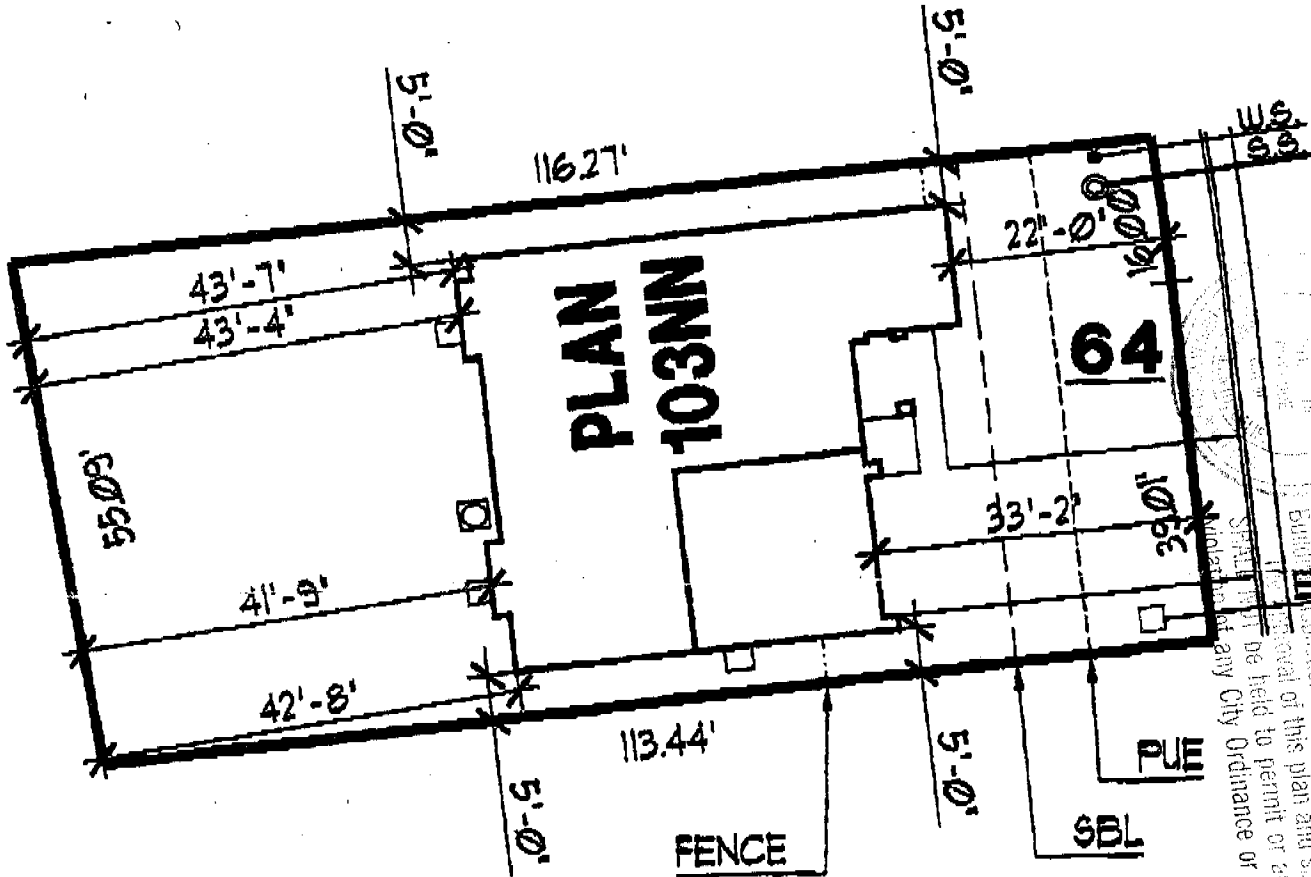 5'-0"
5'-0"
W.S.
S.S.
116.27'
22'-0"
16.00'
43'-7"
43'-4"
PLAN
103NN
64
55.09'
33'-2"
39.01'
41'-9"
42'-8"
113.44'
5'-0"
5'-0"
FENCE
SBL
PUE
of this plan and
be held to permit or
any City Ordinance or